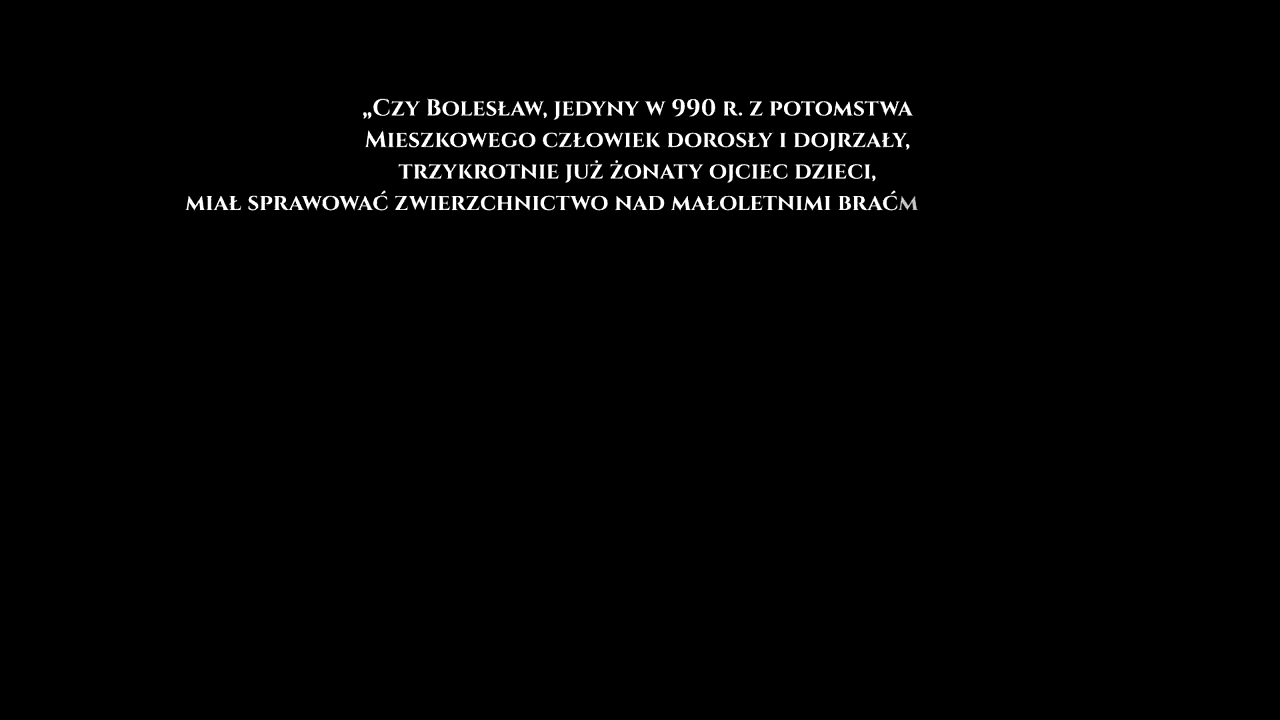 „Czy Bolesław, jedyny w 990 r. z potomstwa
Mieszkowego człowiek dorosły i dojrzały,
trzykrotnie już żonaty ojciec dzieci,
miał sprawować zwierzchnictwo nad małoletnimi braćm